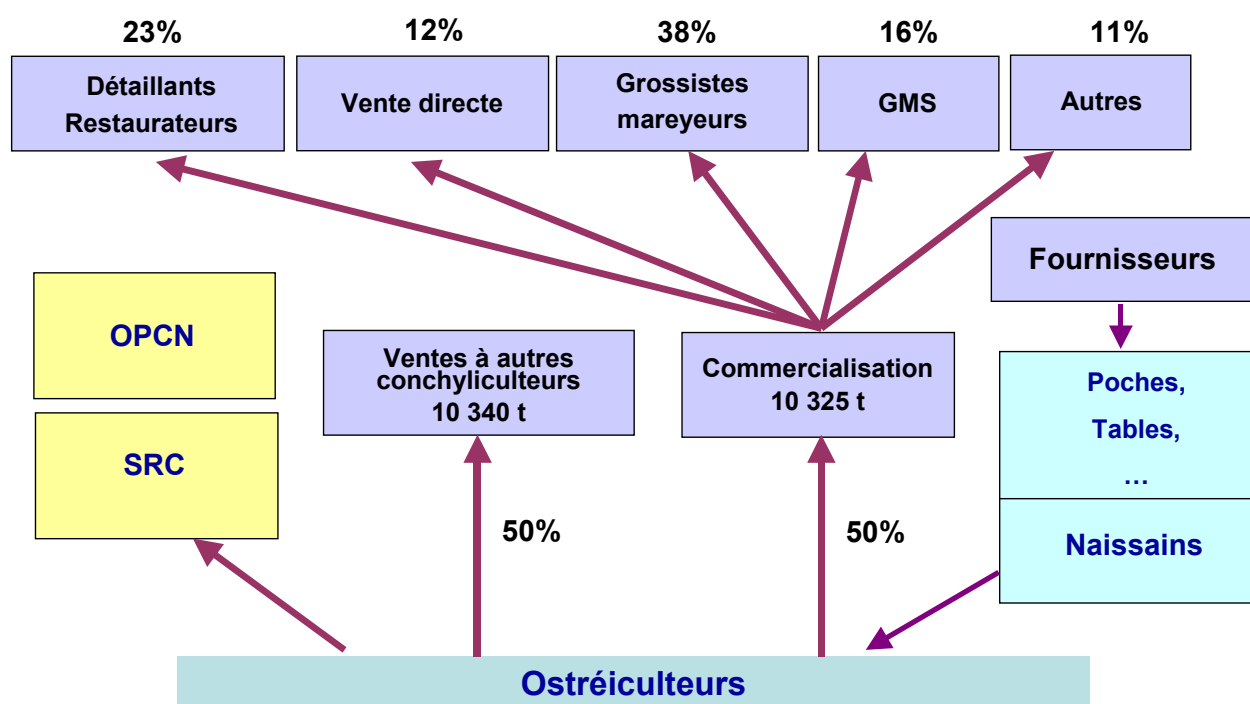 23%
12%
38%
16%
11%
Détaillants
Restaurateurs
Vente directe
Grossistes
mareyeurs
GMS
Autres
Fournisseurs
OPCN
SRC
Ventes à autres
conchyliculteurs
10 340 t
Commercialisation
10 325 t
Poches,
Tables,
…
Naissains
50%
50%
Ostréiculteurs